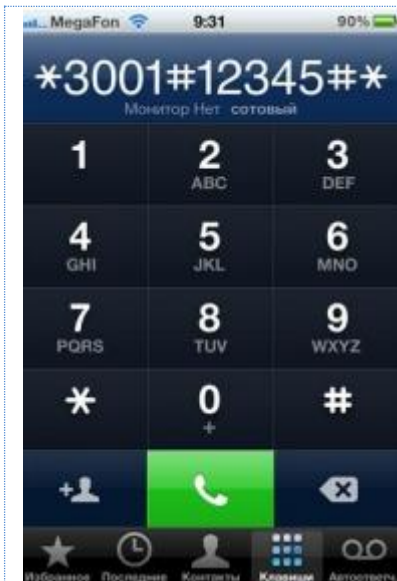 MegaFon 9:31 90%
*3001#12345#*
Монитор Нет сотовый
1 2 3
ABC DEF
4 5 6
GHI JKL MNO
7 8 9
PQRS TUV WXYZ
* 0 #
+
Избранное Последние Контакты Клавиши Автоответч